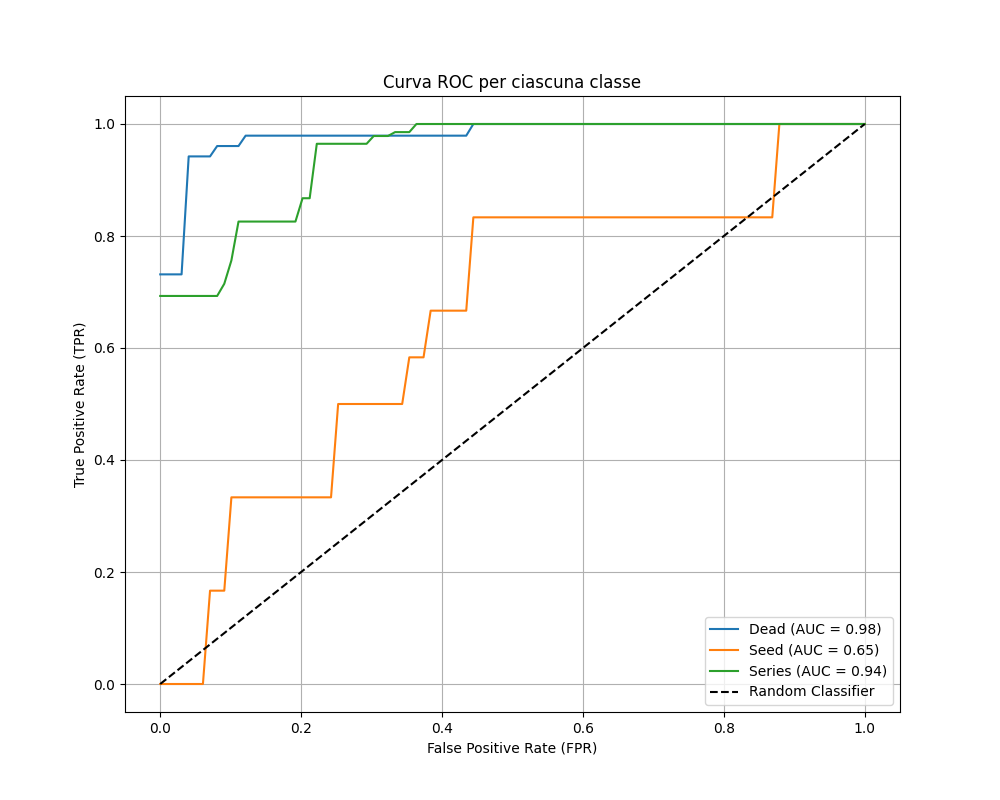 Curva ROC per ciascuna classe
True Positive Rate (TPR)
1.0
0.8
0.6
0.4
0.2
0.0
0.0 0.2 0.4 0.6 0.8 1.0
False Positive Rate (FPR)
Dead (AUC = 0.98)
Seed (AUC = 0.65)
Series (AUC = 0.94)
Random Classifier